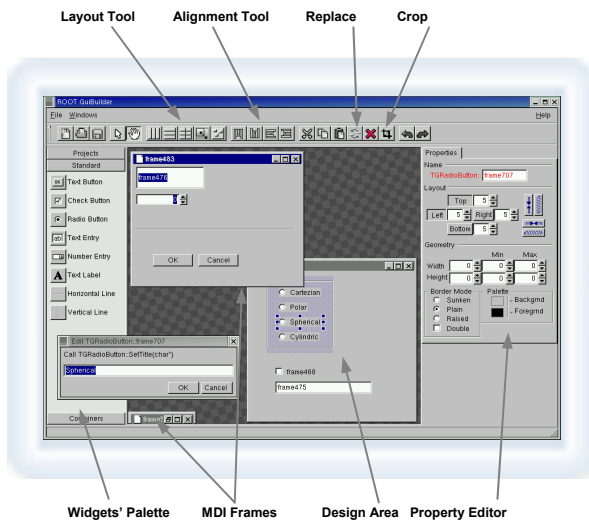 Layout Tool Alignment Tool Replace Crop
ROOT GuiBuilder
File Windows Help
Projects
Standard
Text Button
Check Button
Radio Button
Text Entry
Number Entry
Text Label
Horizontal Line
Vertical Line
Containers
frame483
frame476
0
OK Cancel
Cartezian
Polar
Spherical
Cylindric
frame468
frame475
Edit TGRadioButton::frame707
Call TGRadioButton::SetTitle(char*)
Spherical
OK Cancel
Properties
Name
TGRadioButton::frame707
Layout
Top 5
Left 5 Right 5
Bottom 5
Geometry
Min Max
Width 0 0 0
Height 0 0 0
Border Mode
Sunken
Plain
Raised
Double
Palette
- Backgrnd
- Foregrnd
Widgets' Palette MDI Frames Design Area Property Editor